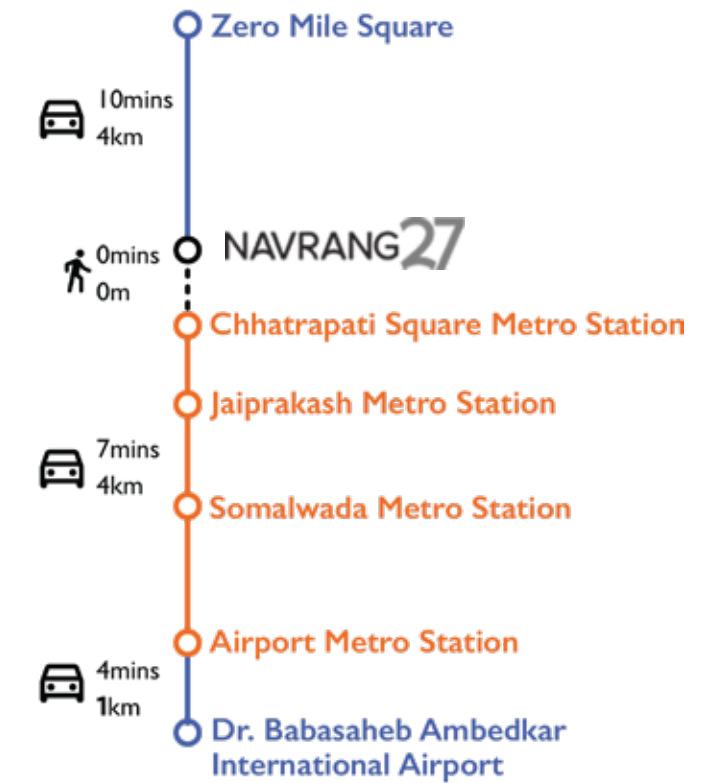 Zero Mile Square
10mins
4km
NAVRANG27
0mins
0m
Chhatrapati Square Metro Station
Jaiprakash Metro Station
7mins
4km
Somalwada Metro Station
Airport Metro Station
4mins
1km
Dr. Babasaheb Ambedkar
International Airport